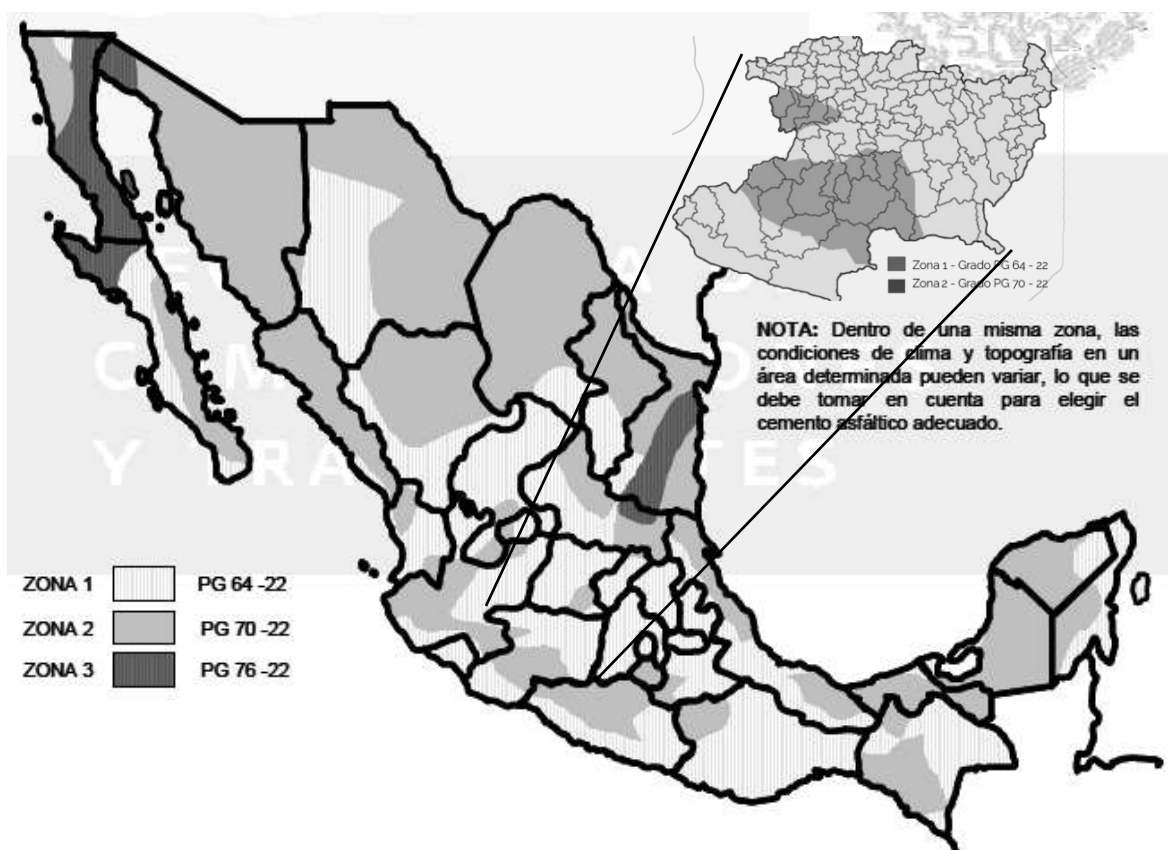 Zona 1 - Grado PG 64 - 22
Zona 2 - Grado PG 70 - 22
NOTA: Dentro de una misma zona, las
condiciones de clima y topografía en un
área determinada pueden variar, lo que se
debe tomar en cuenta para elegir el
cemento asfáltico adecuado.
ZONA 1 PG 64 -22
ZONA 2 PG 70 -22
ZONA 3 PG 76 -22